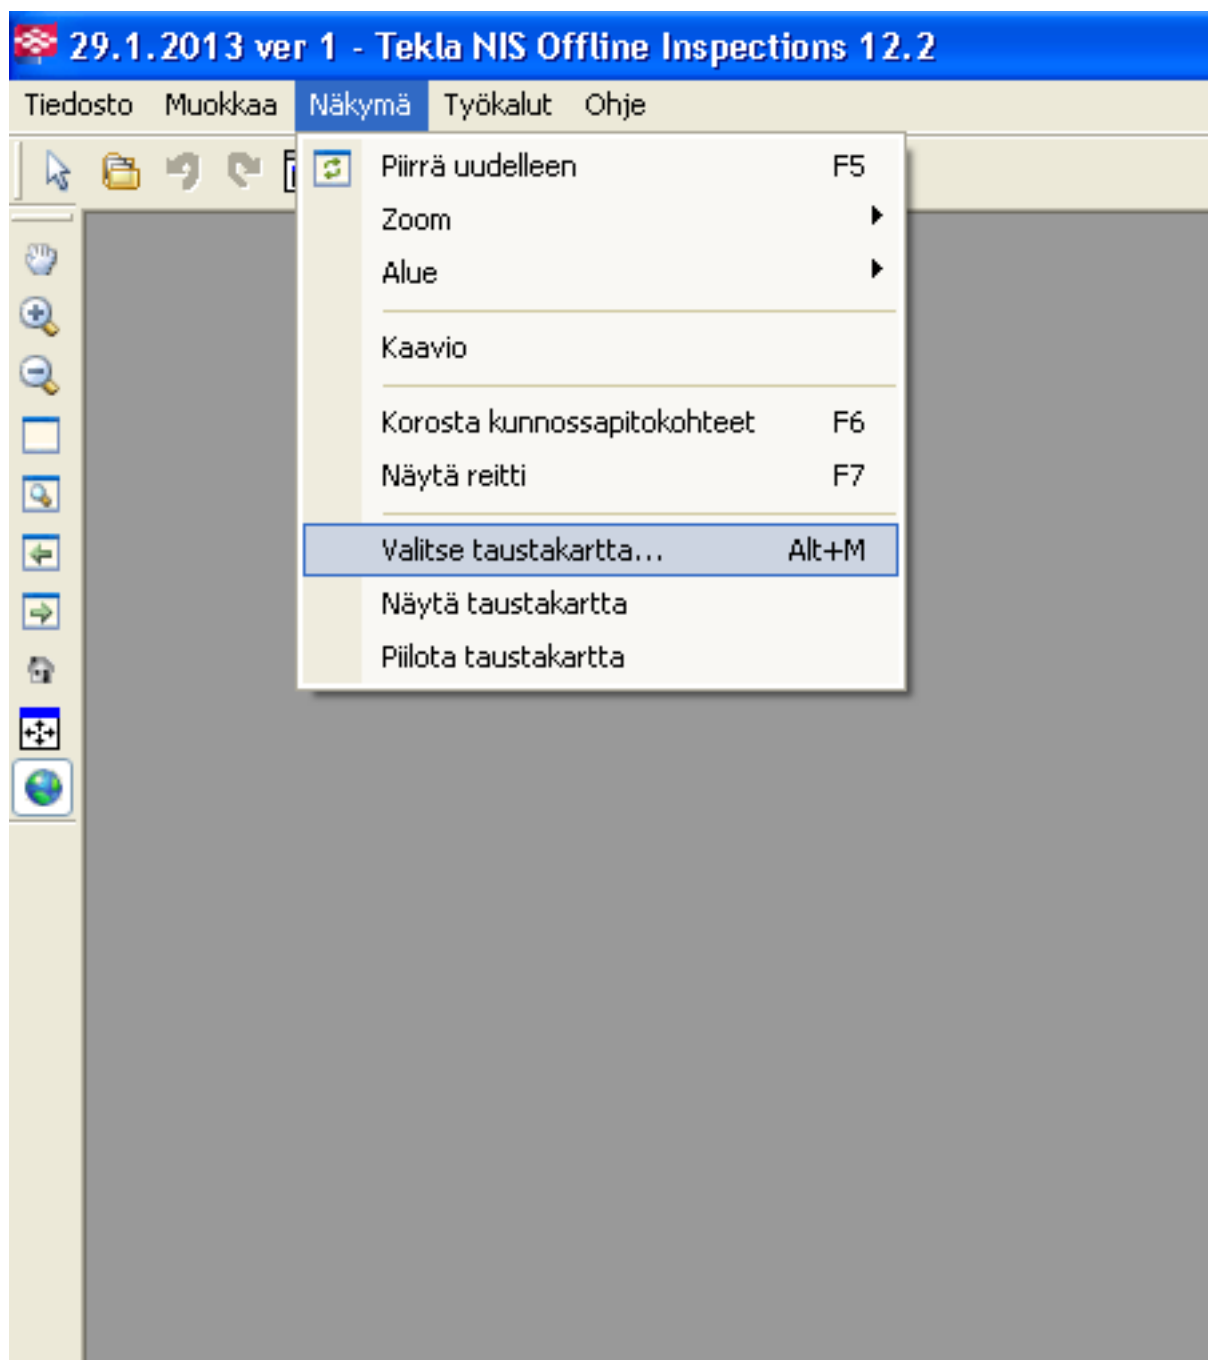 29.1.2013 ver 1 - Tekla NIS Offline Inspections 12.2
Tiedosto Muokkaa Näkymä Työkalut Ohje
Piirrä uudelleen F5
Zoom
Alue
Kaavio
Korosta kunnossapitokohteet F6
Näytä reitti F7
Valitse taustakartta... Alt+M
Näytä taustakartta
Piilota taustakartta